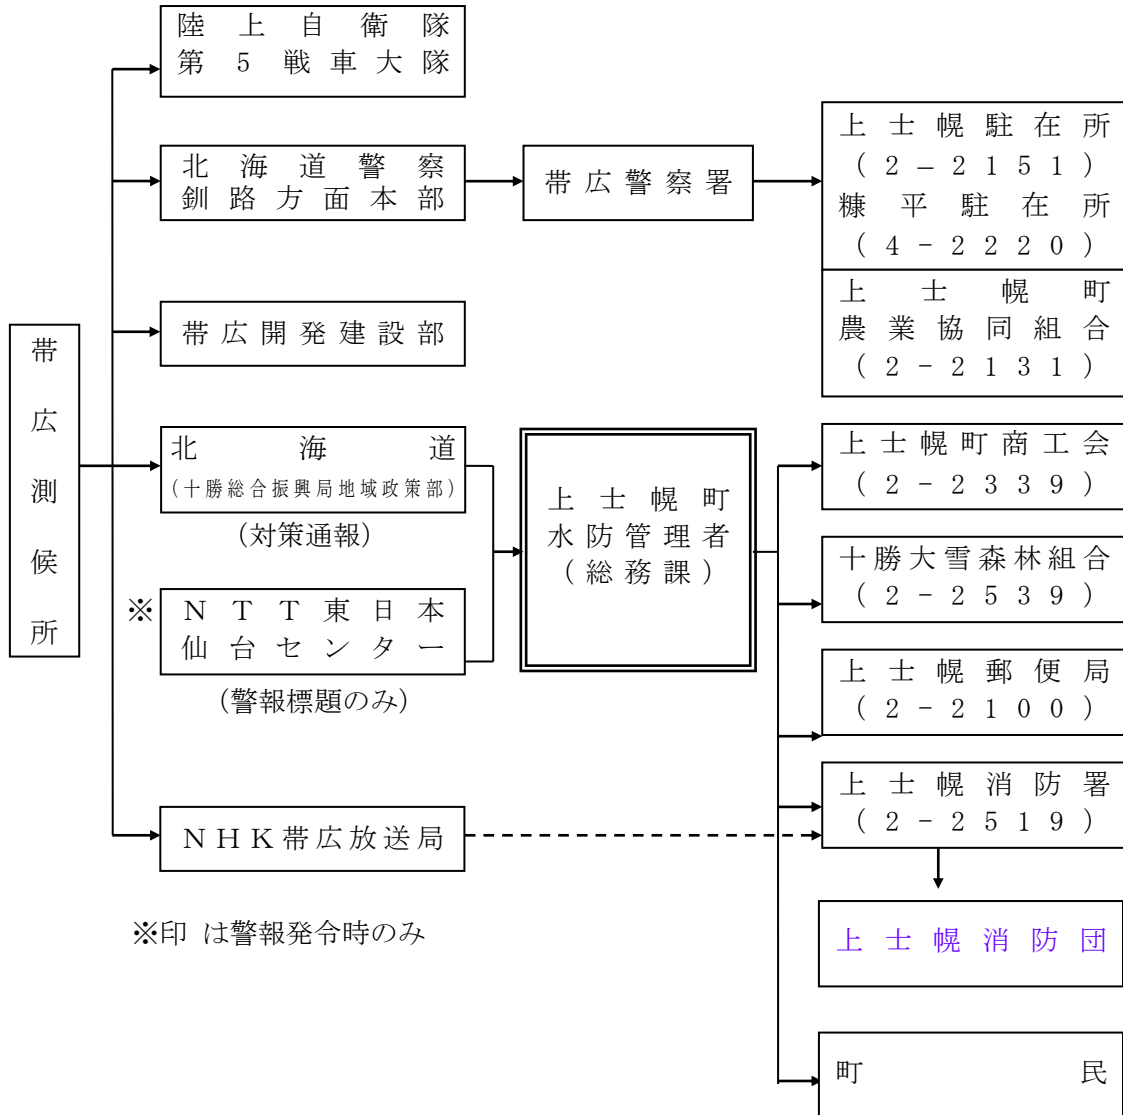 帯広測候所
陸上自衛隊
第5戦車大隊
北海道警察
釧路方面本部
帯広警察署
上士幌駐在所
(2-2151)
糠平駐在所
(4-2220)
上士幌町
農業協同組合
(2-2131)
帯広開発建設部
北海道
(十勝総合振興局地域政策部)
(対策通報)
※
NTT東日本
仙台センター
(警報標題のみ)
上士幌町
水防管理者
(総務課)
上士幌町商工会
(2-2339)
十勝大雪森林組合
(2-2539)
上士幌郵便局
(2-2100)
上士幌消防署
(2-2519)
NHK帯広放送局
※印 は警報発令時のみ
上士幌消防団
町民